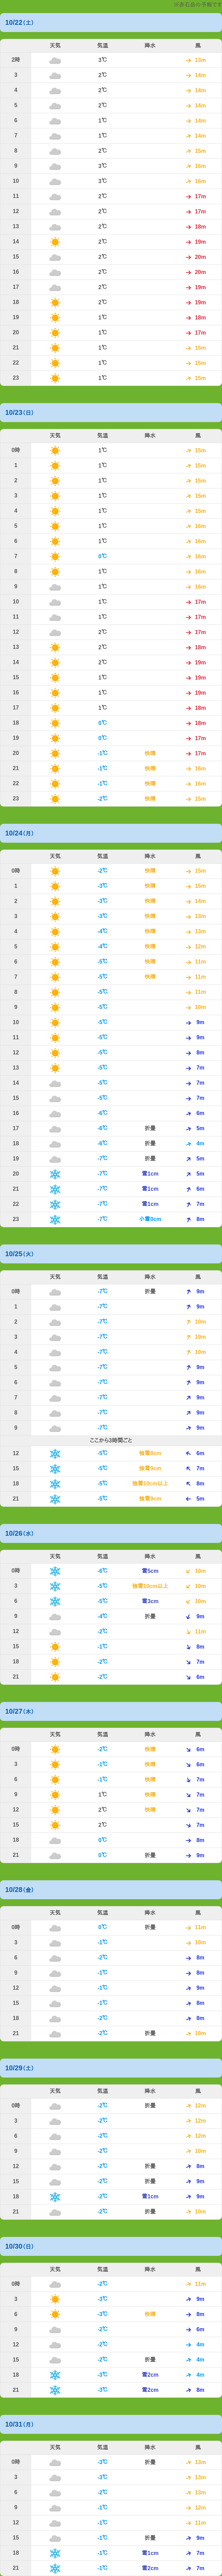 10/22(土)
天気 気温 降水 風
2時 3℃ 13m
3 2℃ 14m
4 2℃ 14m
5 2℃ 14m
6 1℃ 14m
7 1℃ 14m
8 2℃ 15m
9 3℃ 16m
10 3℃ 16m
11 2℃ 17m
12 2℃ 17m
13 2℃ 18m
14 2℃ 19m
15 2℃ 20m
16 2℃ 20m
17 2℃ 19m
18 2℃ 19m
19 1℃ 18m
20 1℃ 17m
21 1℃ 15m
22 1℃ 15m
23 1℃ 15m
10/23(日)
天気 気温 降水 風
0時 1℃ 15m
1 1℃ 15m
2 1℃ 15m
3 1℃ 15m
4 1℃ 15m
5 1℃ 16m
6 1℃ 16m
7 0℃ 16m
8 1℃ 16m
9 1℃ 16m
10 1℃ 17m
11 1℃ 17m
12 2℃ 17m
13 2℃ 18m
14 2℃ 19m
15 1℃ 19m
16 1℃ 19m
17 1℃ 18m
18 0℃ 18m
19 0℃ 17m
20 -1℃ 快晴 17m
21 -1℃ 快晴 16m
22 -1℃ 快晴 16m
23 -2℃ 快晴 15m
10/24(月)
天気 気温 降水 風
0時 -2℃ 快晴 15m
1 -3℃ 快晴 15m
2 -3℃ 快晴 14m
3 -3℃ 快晴 13m
4 -4℃ 快晴 13m
5 -4℃ 快晴 12m
6 -5℃ 快晴 11m
7 -5℃ 快晴 11m
8 -5℃ 11m
9 -5℃ 10m
10 -5℃ 9m
11 -5℃ 9m
12 -5℃ 8m
13 -5℃ 7m
14 -5℃ 7m
15 -5℃ 7m
16 -6℃ 6m
17 -6℃ 折曇 5m
18 -6℃ 折曇 4m
19 -7℃ 折曇 5m
20 -7℃ 雪1cm 5m
21 -7℃ 雪1cm 6m
22 -7℃ 雪1cm 7m
23 -7℃ 小雪0cm 8m
10/25(火)
天気 気温 降水 風
0時 -7℃ 折曇 9m
1 -7℃ 9m
2 -7℃ 10m
3 -7℃ 10m
4 -7℃ 10m
5 -7℃ 9m
6 -7℃ 9m
7 -7℃ 9m
8 -7℃ 9m
9 -7℃ 9m
ここから3時間ごと
12 -5℃ 強雪8cm 6m
15 -5℃ 強雪9cm 7m
18 -5℃ 強雪10cm以上 8m
21 -5℃ 強雪9cm 5m
10/26(水)
天気 気温 降水 風
0時 -6℃ 雪5cm 10m
3 -5℃ 強雪10cm以上 10m
6 -5℃ 雪3cm 10m
9 -4℃ 折曇 9m
12 -2℃ 11m
15 -1℃ 8m
18 -2℃ 7m
21 -2℃ 6m
10/27(木)
天気 気温 降水 風
0時 -2℃ 快晴 6m
3 -1℃ 快晴 6m
6 -1℃ 快晴 7m
9 1℃ 快晴 7m
12 2℃ 快晴 7m
15 2℃ 7m
18 0℃ 8m
21 0℃ 折曇 9m
10/28(金)
天気 気温 降水 風
0時 0℃ 折曇 11m
3 -1℃ 10m
6 -2℃ 8m
9 -1℃ 8m
12 -1℃ 9m
15 -1℃ 8m
18 -2℃ 8m
21 -2℃ 折曇 10m
10/29(土)
天気 気温 降水 風
0時 -2℃ 折曇 12m
3 -2℃ 12m
6 -2℃ 12m
9 -2℃ 10m
12 -2℃ 折曇 8m
15 -2℃ 折曇 9m
18 -2℃ 雪1cm 9m
21 -2℃ 折曇 10m
10/30(日)
天気 気温 降水 風
0時 -2℃ 11m
3 -3℃ 9m
6 -3℃ 快晴 8m
9 -2℃ 6m
12 -2℃ 4m
15 -2℃ 折曇 4m
18 -3℃ 雪2cm 4m
21 -3℃ 雪2cm 8m
10/31(月)
天気 気温 降水 風
0時 -3℃ 折曇 13m
3 -3℃ 13m
6 -2℃ 13m
9 -1℃ 12m
12 -1℃ 11m
15 -1℃ 折曇 9m
18 -1℃ 雪1cm 7m
21 -1℃ 雪2cm 7m